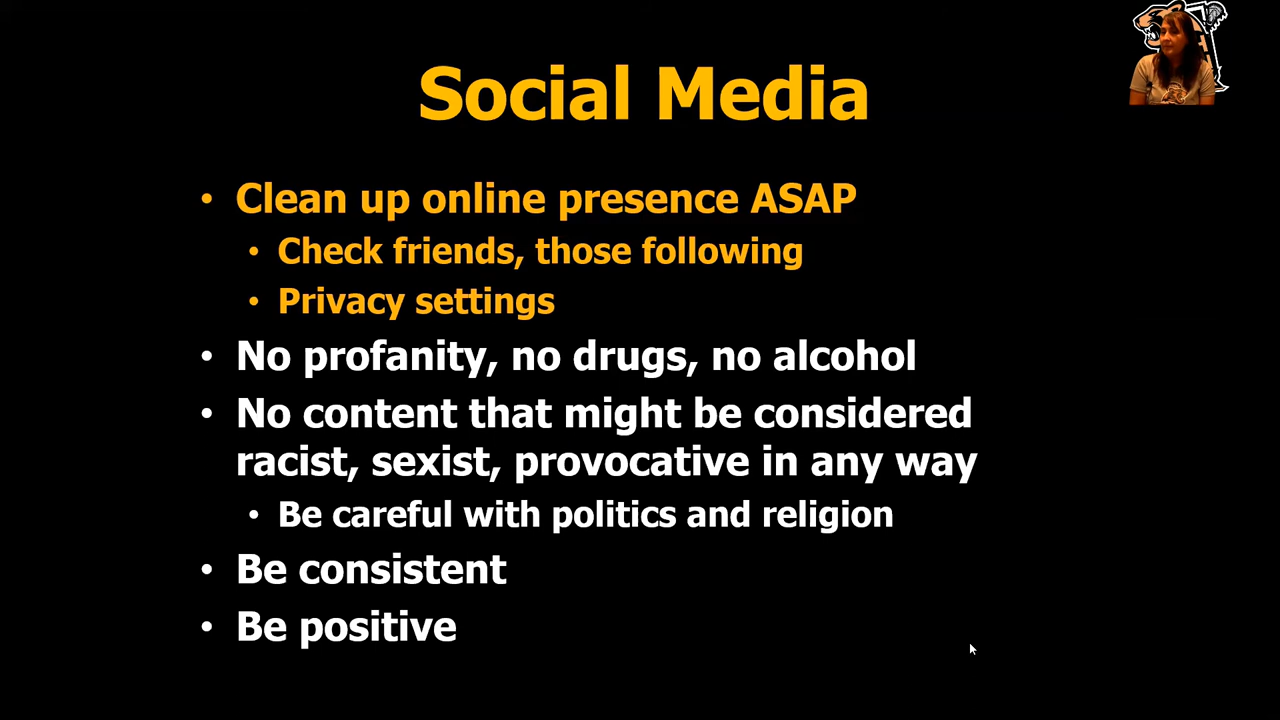 Social Media
• Clean up online presence ASAP
• Check friends, those following
• Privacy settings
• No profanity, no drugs, no alcohol
• No content that might be considered
racist, sexist, provocative in any way
• Be careful with politics and religion
• Be consistent
• Be positive